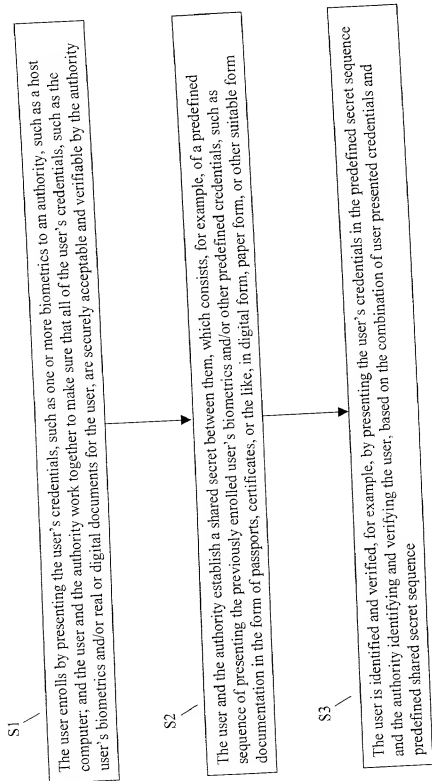 S1
The user enrolls by presenting the user's credentials, such as one or more biometrics to an authority, such as a host
computer; and the user and the authority work together to make sure that all of the user's credentials, such as the
user's biometrics and/or real or digital documents for the user, are securely acceptable and verifiable by the authority
S2
The user and the authority establish a shared secret between them, which consists, for example, of a predefined
sequence of presenting the previously enrolled user's biometrics and/or other predefined credentials, such as
documentation in the form of passports, certificates, or the like, in digital form, paper form, or other suitable form
S3
The user is identified and verified, for example, by presenting the user's credentials in the predefined secret sequence
and the authority identifying and verifying the user, based on the combination of user presented credentials and
predefined shared secret sequence